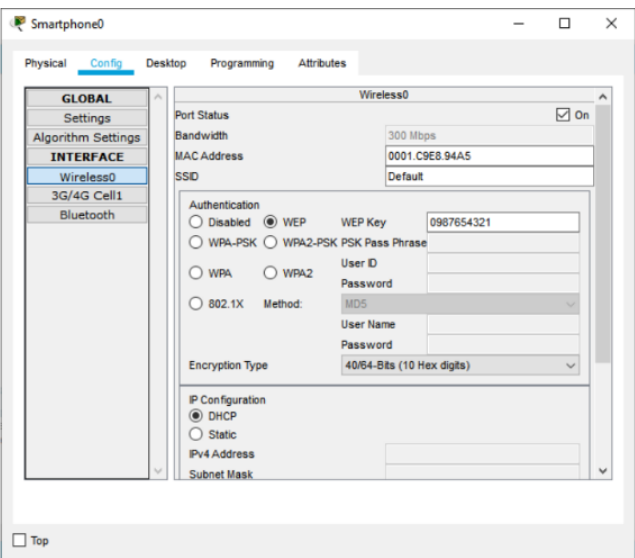 Smartphone0
Physical Config Desktop Programming Attributes
GLOBAL
Settings
Algorithm Settings
INTERFACE
Wireless0
3G/4G Cell1
Bluetooth
Wireless0
Port Status On
Bandwidth 300 Mbps
MAC Address 0001.C9E8.94A5
SSID Default
Authentication
Disabled WEP WEP Key 0987654321
WPA-PSK WPA2-PSK PSK Pass Phrase
WPA WPA2 User ID
Password
802.1X Method: MD5
User Name
Password
Encryption Type 40/64-Bits (10 Hex digits)
IP Configuration
DHCP
Static
IPv4 Address
Subnet Mask
Top